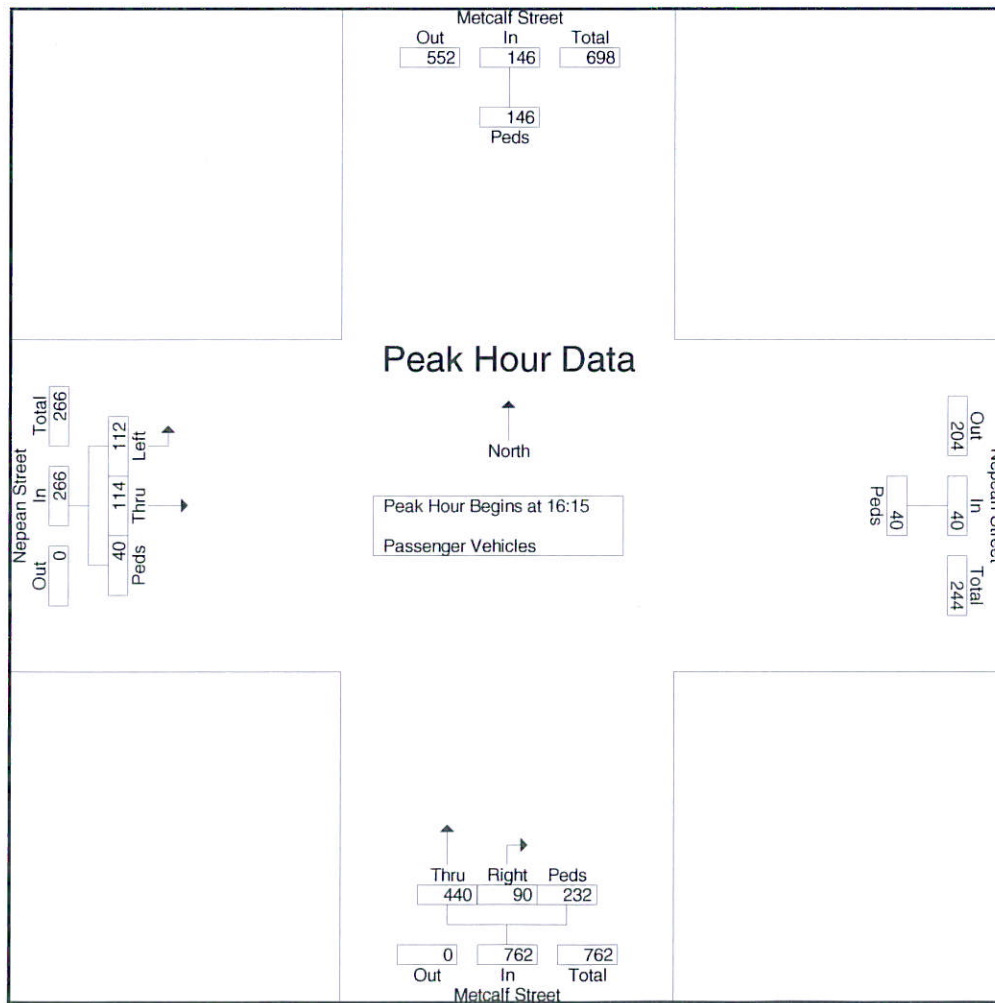 Metcalf Street
Out In Total
552 146 698
146
Peds
Peak Hour Data
North
Peak Hour Begins at 16:15
Passenger Vehicles
Nepean Street
Total In Out
266 266 0
112 114 40
Left Thru Peds
Nepean Street
Out In Total
204 40 244
40
Peds
Thru Right Peds
440 90 232
0 762 762
Out In Total
Metcalf Street